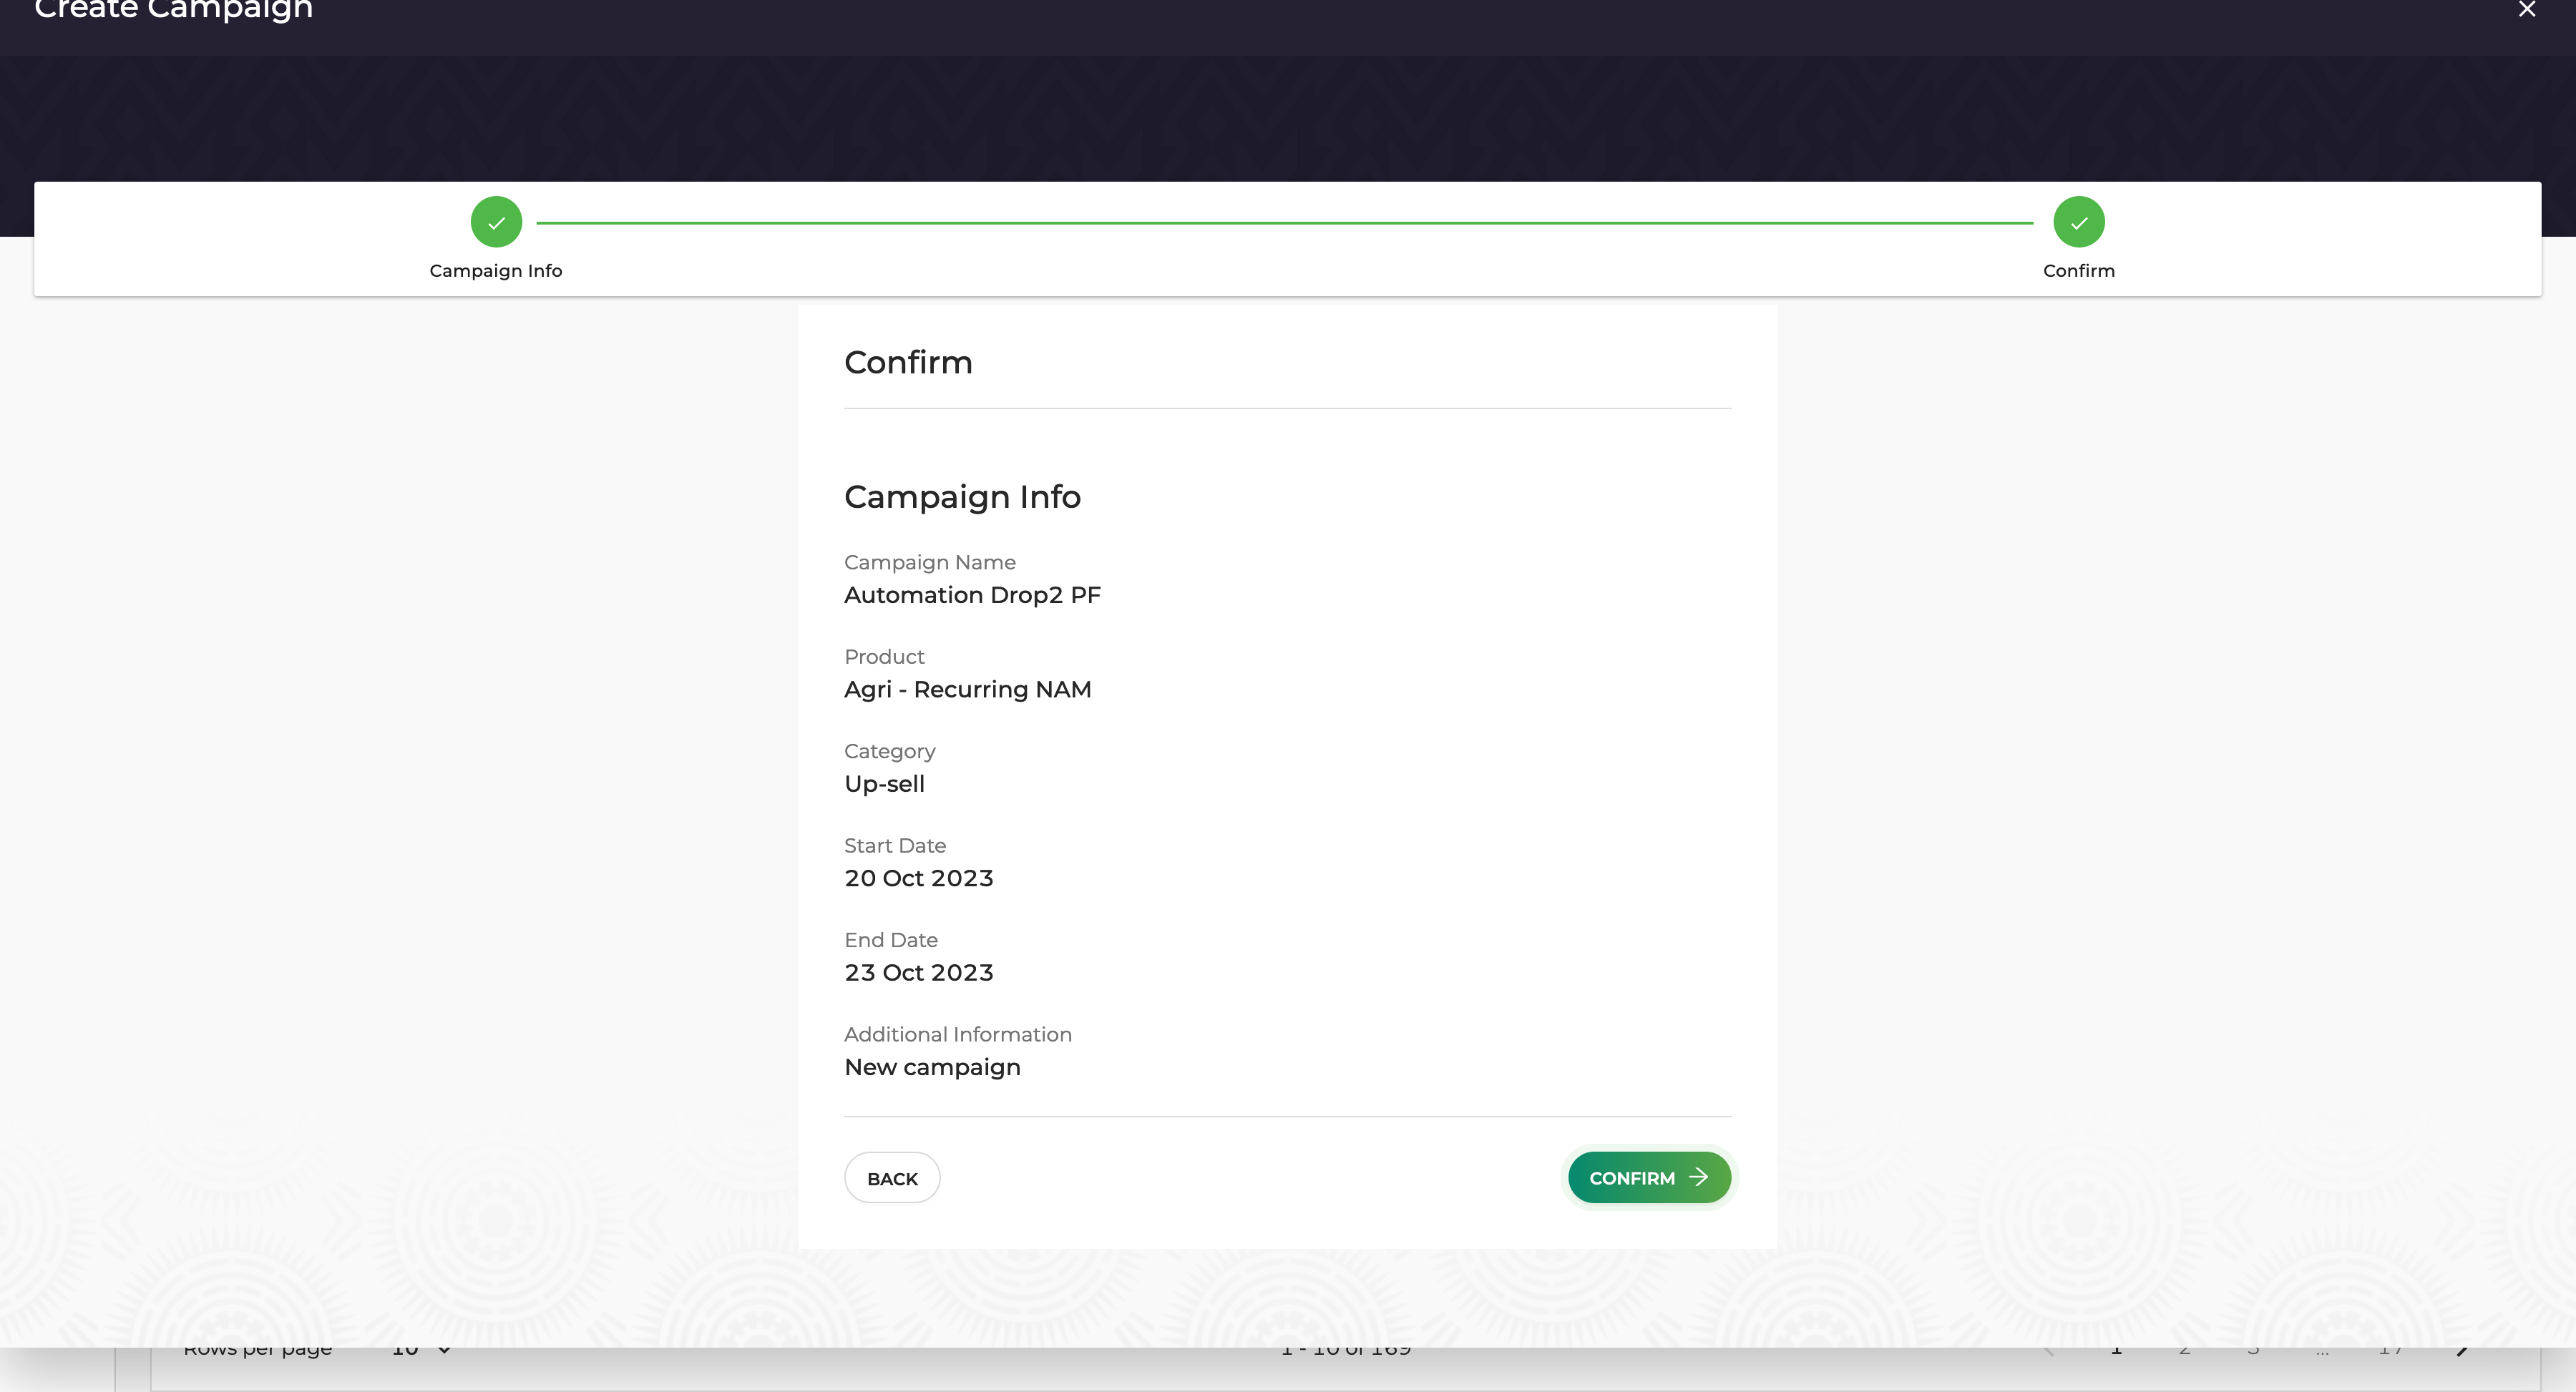 Create Campaign
Campaign Info
Confirm
Confirm
Campaign Info
Campaign Name
Automation Drop2 PF
Product
Agri - Recurring NAM
Category
Up-sell
Start Date
20 Oct 2023
End Date
23 Oct 2023
Additional Information
New campaign
BACK
CONFIRM
Rows per page 10 1 - 10 of 169 1 2 3 ... 17